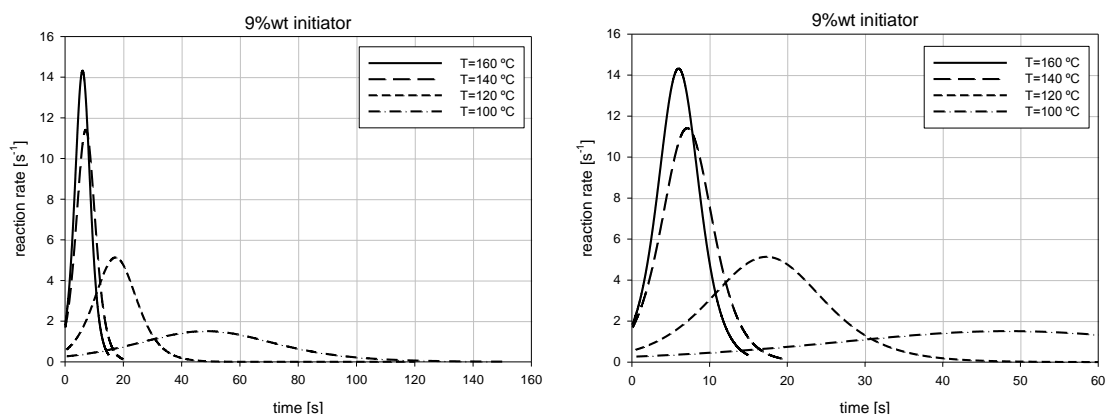 9%wt initiator
16
14
12
10
8
6
4
2
0
reaction rate [s-1]
0 20 40 60 80 100 120 140 160
time [s]
T=160 ºC
T=140 ºC
T=120 ºC
T=100 ºC
9%wt initiator
16
14
12
10
8
6
4
2
0
reaction rate [s-1]
0 10 20 30 40 50 60
time [s]
T=160 ºC
T=140 ºC
T=120 ºC
T=100 ºC